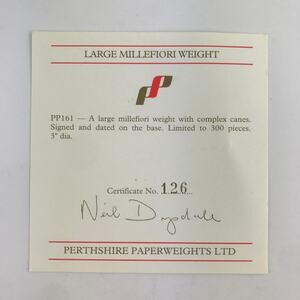 LARGE MILLEFIORI WEIGHT
PP161 — A large millefiori weight with complex canes.
Signed and dated on the base. Limited to 300 pieces.
3" dia.
Certificate No. 126
Neil Drysdale
PERTHSHIRE PAPERWEIGHTS LTD